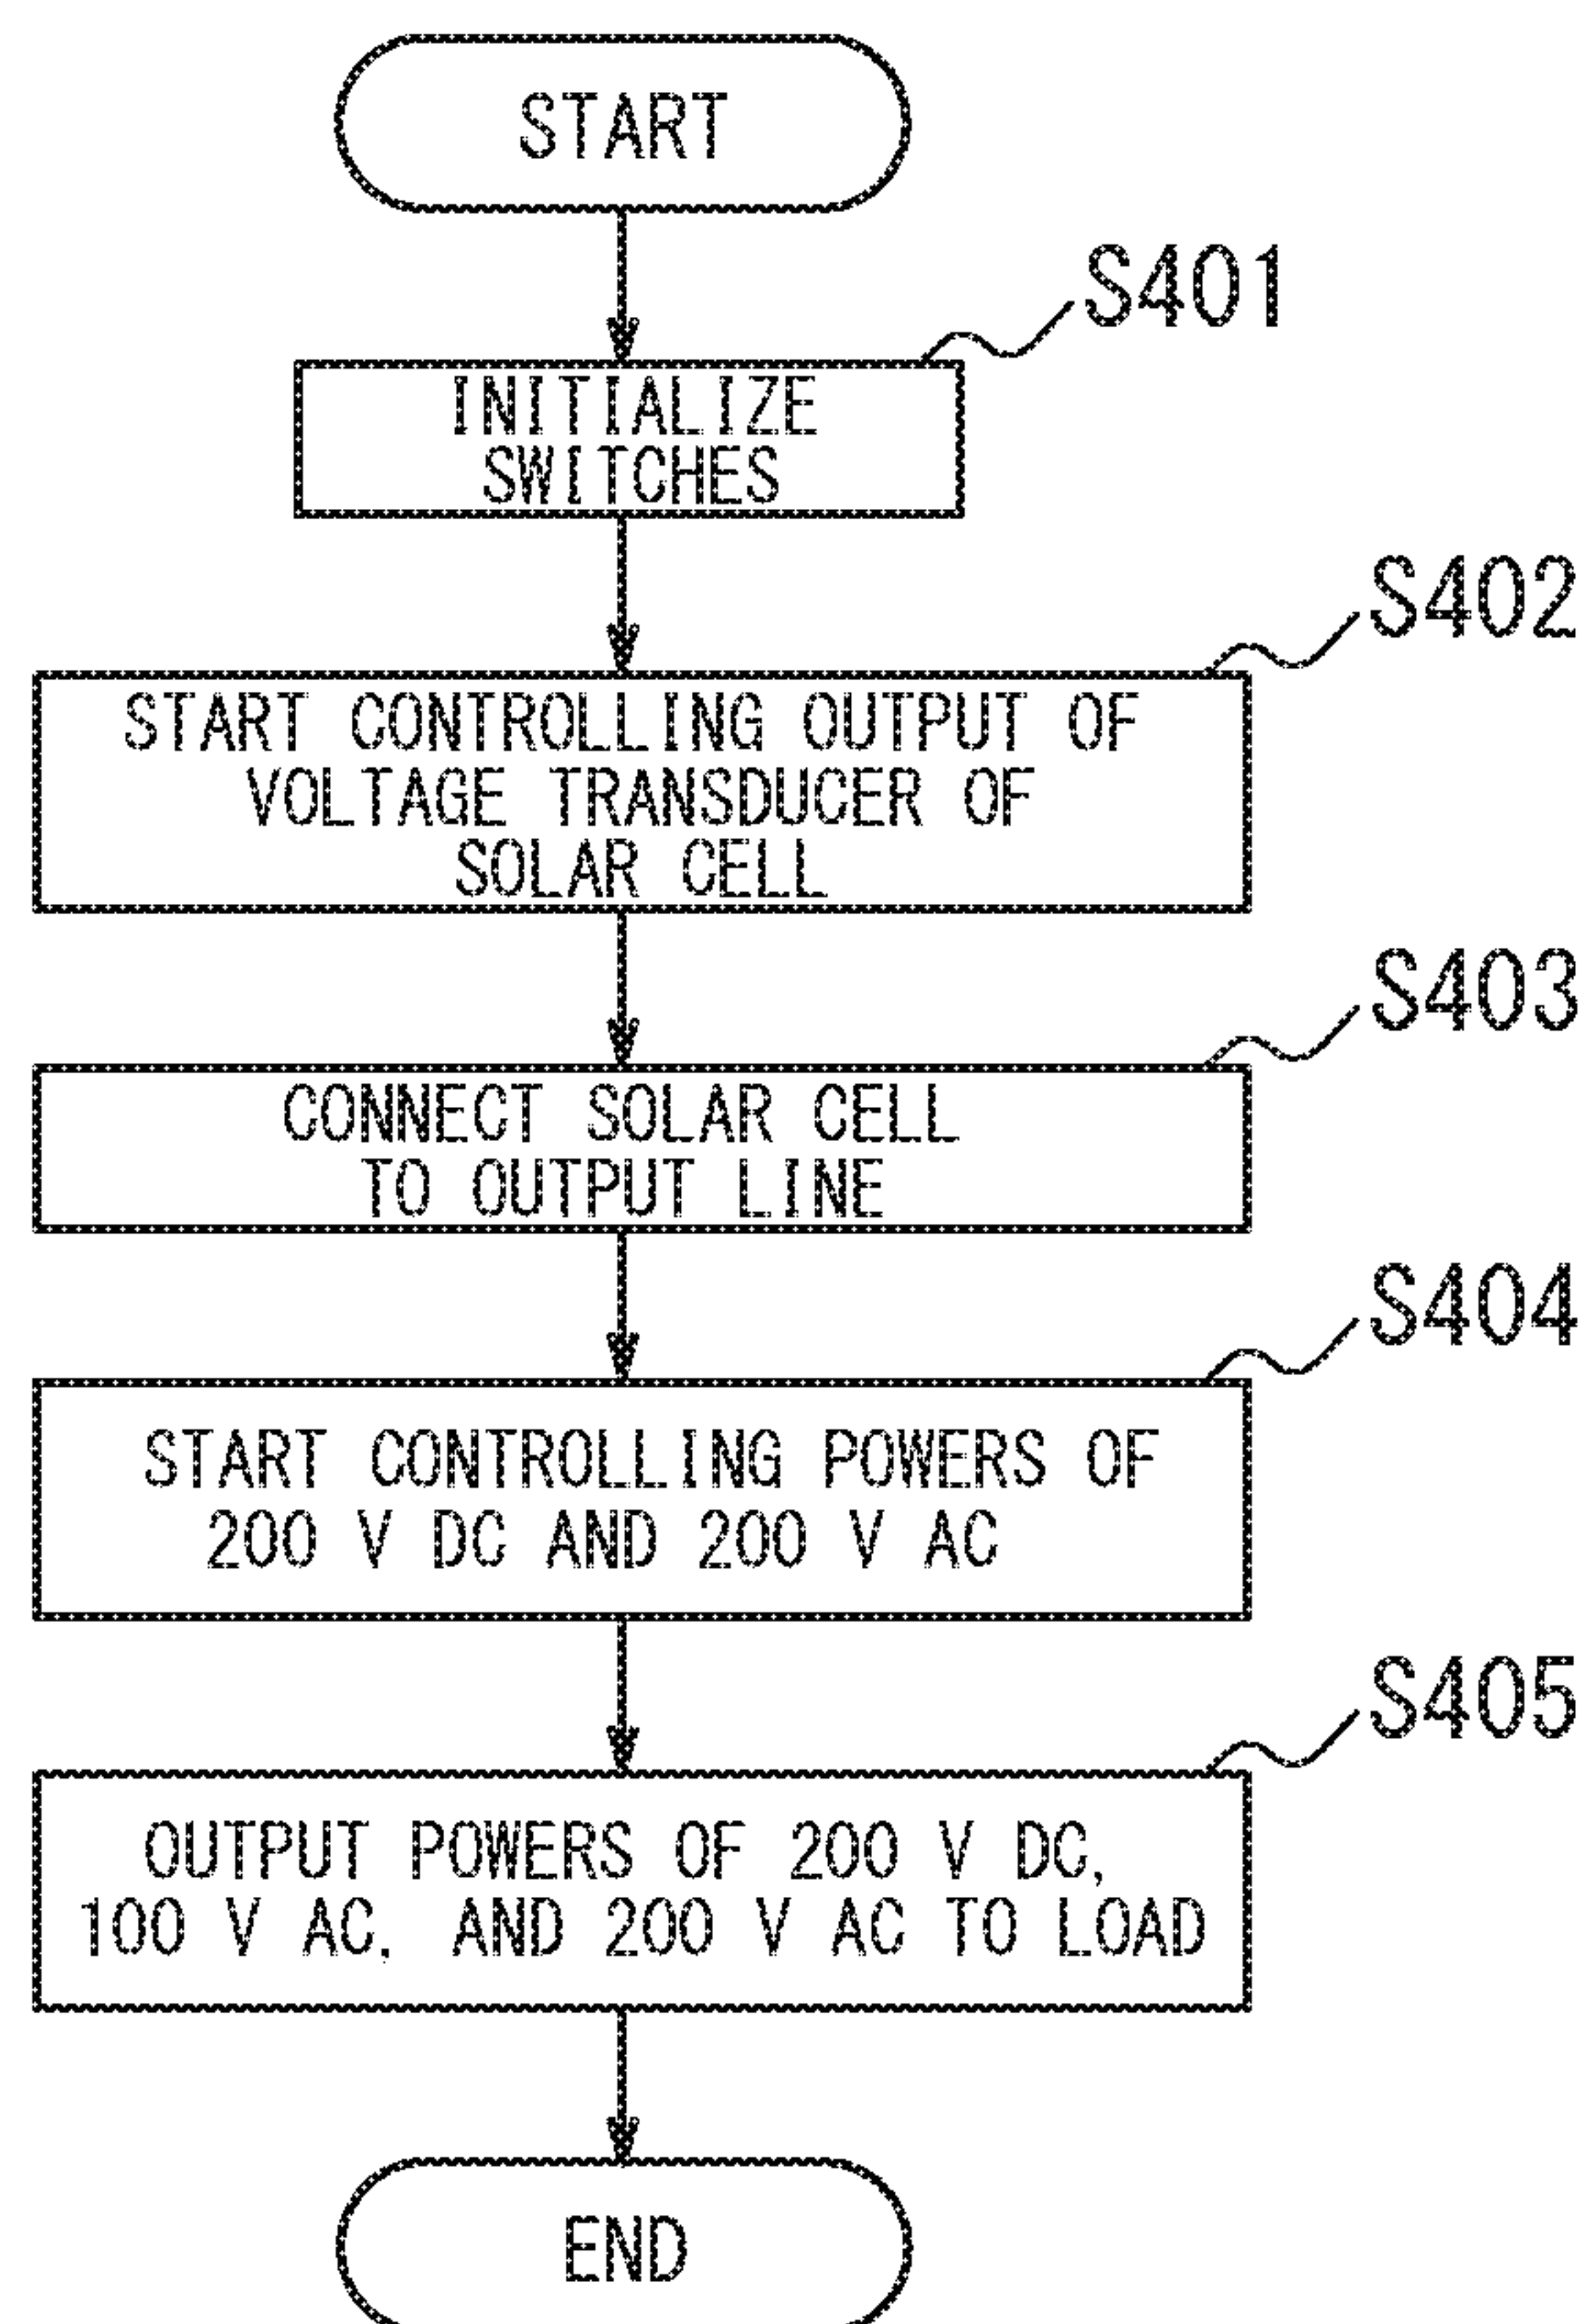 START
S401
INITIALIZE
SWITCHES
S402
START CONTROLLING OUTPUT OF
VOLTAGE TRANSDUCER OF
SOLAR CELL
S403
CONNECT SOLAR CELL
TO OUTPUT LINE
S404
START CONTROLLING POWERS OF
200 V DC AND 200 V AC
S405
OUTPUT POWERS OF 200 V DC,
100 V AC, AND 200 V AC TO LOAD
END